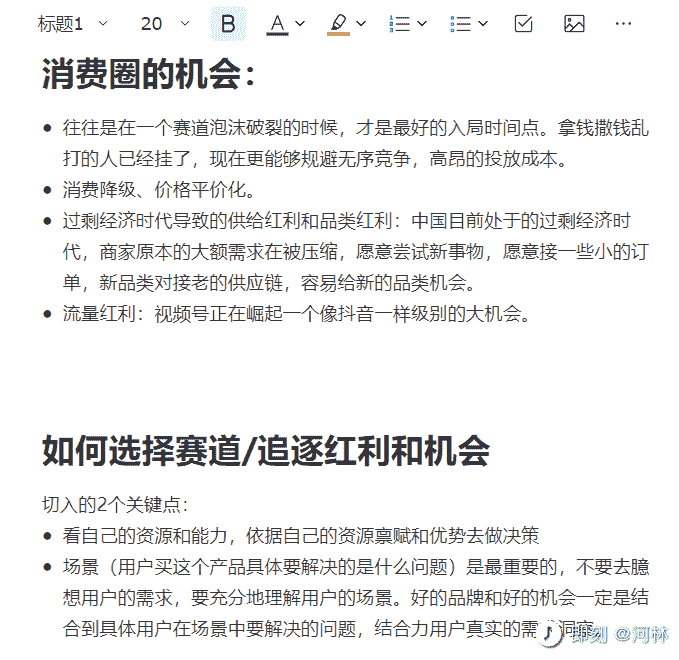 标题1 20 B A
消费圈的机会：
往往是在一个赛道泡沫破裂的时候，才是最好的入局时间点。拿钱撒钱乱
打的人已经挂了，现在更能够规避无序竞争，高昂的投放成本。
消费降级、价格平价化。
过剩经济时代导致的供给红利和品类红利：中国目前处于的过剩经济时
代，商家原本的大额需求在被压缩，愿意尝试新事物，愿意接一些小的订
单，新品类对接老的供应链，容易给新的品类机会。
流量红利：视频号正在崛起一个像抖音一样级别的大机会。
如何选择赛道/追逐红利和机会
切入的2个关键点：
看自己的资源和能力，依据自己的资源禀赋和优势去做决策
场景（用户买这个产品具体要解决的是什么问题）是最重要的，不要去臆
想用户的需求，要充分地理解用户的场景。好的品牌和好的机会一定是结
合到具体用户在场景中要解决的问题，结合力用户真实的需 洞察
即刻 @河林